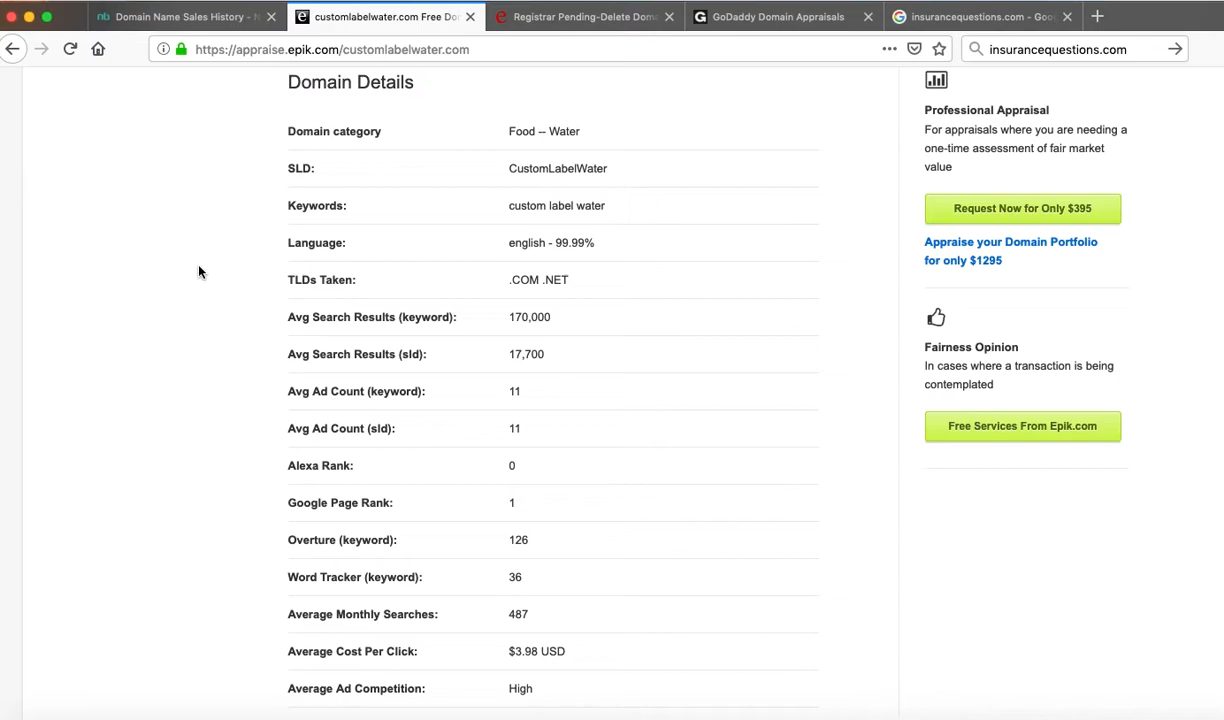 Domain Name Sales History - N
customlabelwater.com Free Do
Registrar Pending-Delete Doma
GoDaddy Domain Appraisals
insurancequestions.com - Goo
https://appraise.epik.com/customlabelwater.com
insurancequestions.com
Domain Details
Domain category Food -- Water
SLD: CustomLabelWater
Keywords: custom label water
Language: english - 99.99%
TLDs Taken: .COM .NET
Avg Search Results (keyword): 170,000
Avg Search Results (sld): 17,700
Avg Ad Count (keyword): 11
Avg Ad Count (sld): 11
Alexa Rank: 0
Google Page Rank: 1
Overture (keyword): 126
Word Tracker (keyword): 36
Average Monthly Searches: 487
Average Cost Per Click: $3.98 USD
Average Ad Competition: High
Professional Appraisal
For appraisals where you are needing a
one-time assessment of fair market
value
Request Now for Only $395
Appraise your Domain Portfolio
for only $1295
Fairness Opinion
In cases where a transaction is being
contemplated
Free Services From Epik.com